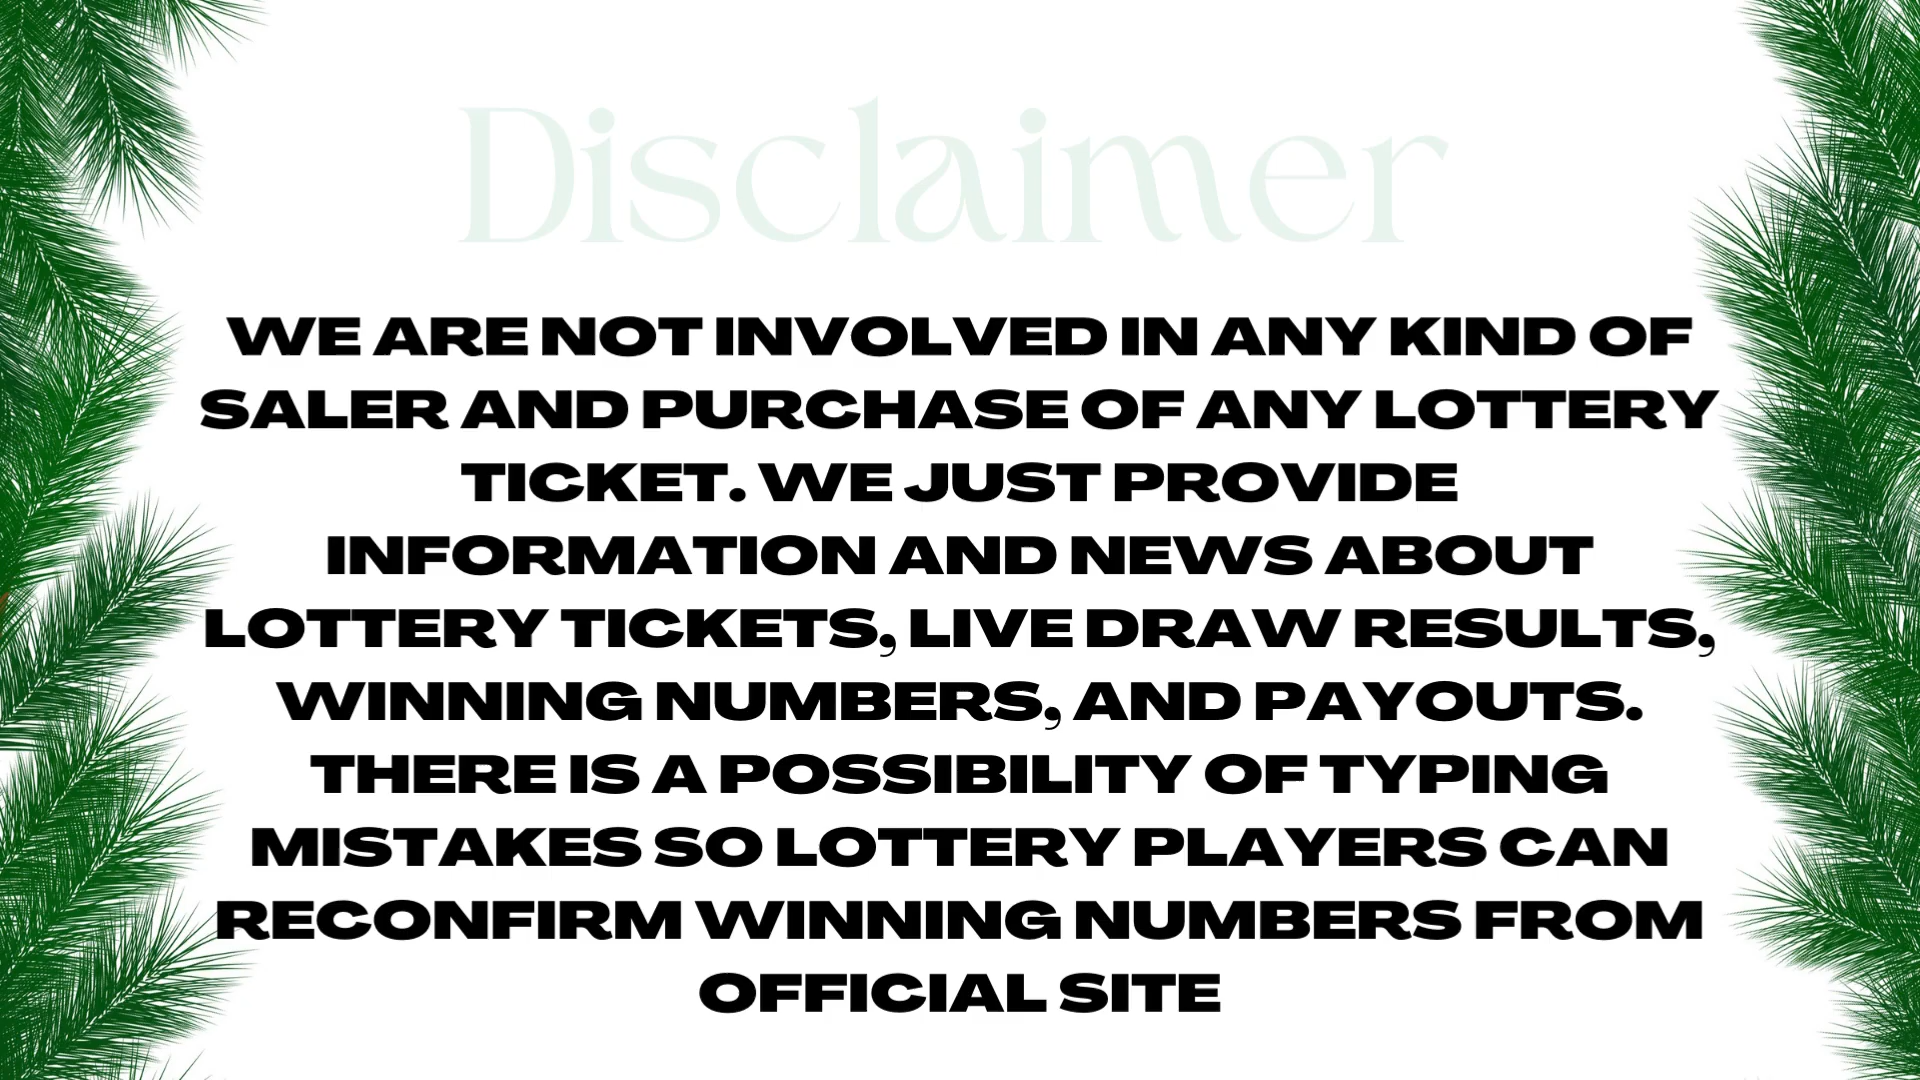 Disclaimer
WE ARE NOT INVOLVED IN ANY KIND OF
SALER AND PURCHASE OF ANY LOTTERY
TICKET. WE JUST PROVIDE
INFORMATION AND NEWS ABOUT
LOTTERY TICKETS, LIVE DRAW RESULTS,
WINNING NUMBERS, AND PAYOUTS.
THERE IS A POSSIBILITY OF TYPING
MISTAKES SO LOTTERY PLAYERS CAN
RECONFIRM WINNING NUMBERS FROM
OFFICIAL SITE